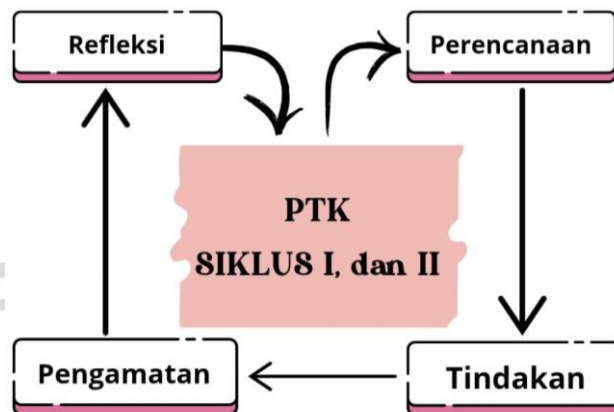 Refleksi
Perencanaan
PTK
SIKLUS I, dan II
Pengamatan
Tindakan